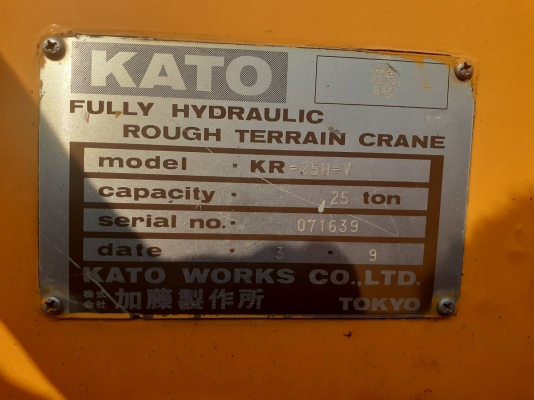 KATO
FULLY HYDRAULIC
ROUGH TERRAIN CRANE
model · KR-25H-V
capacity · 25 ton
serial no. · 071639
date · 3 · 9
KATO WORKS CO.,LTD.
株式会社 加藤製作所 TOKYO